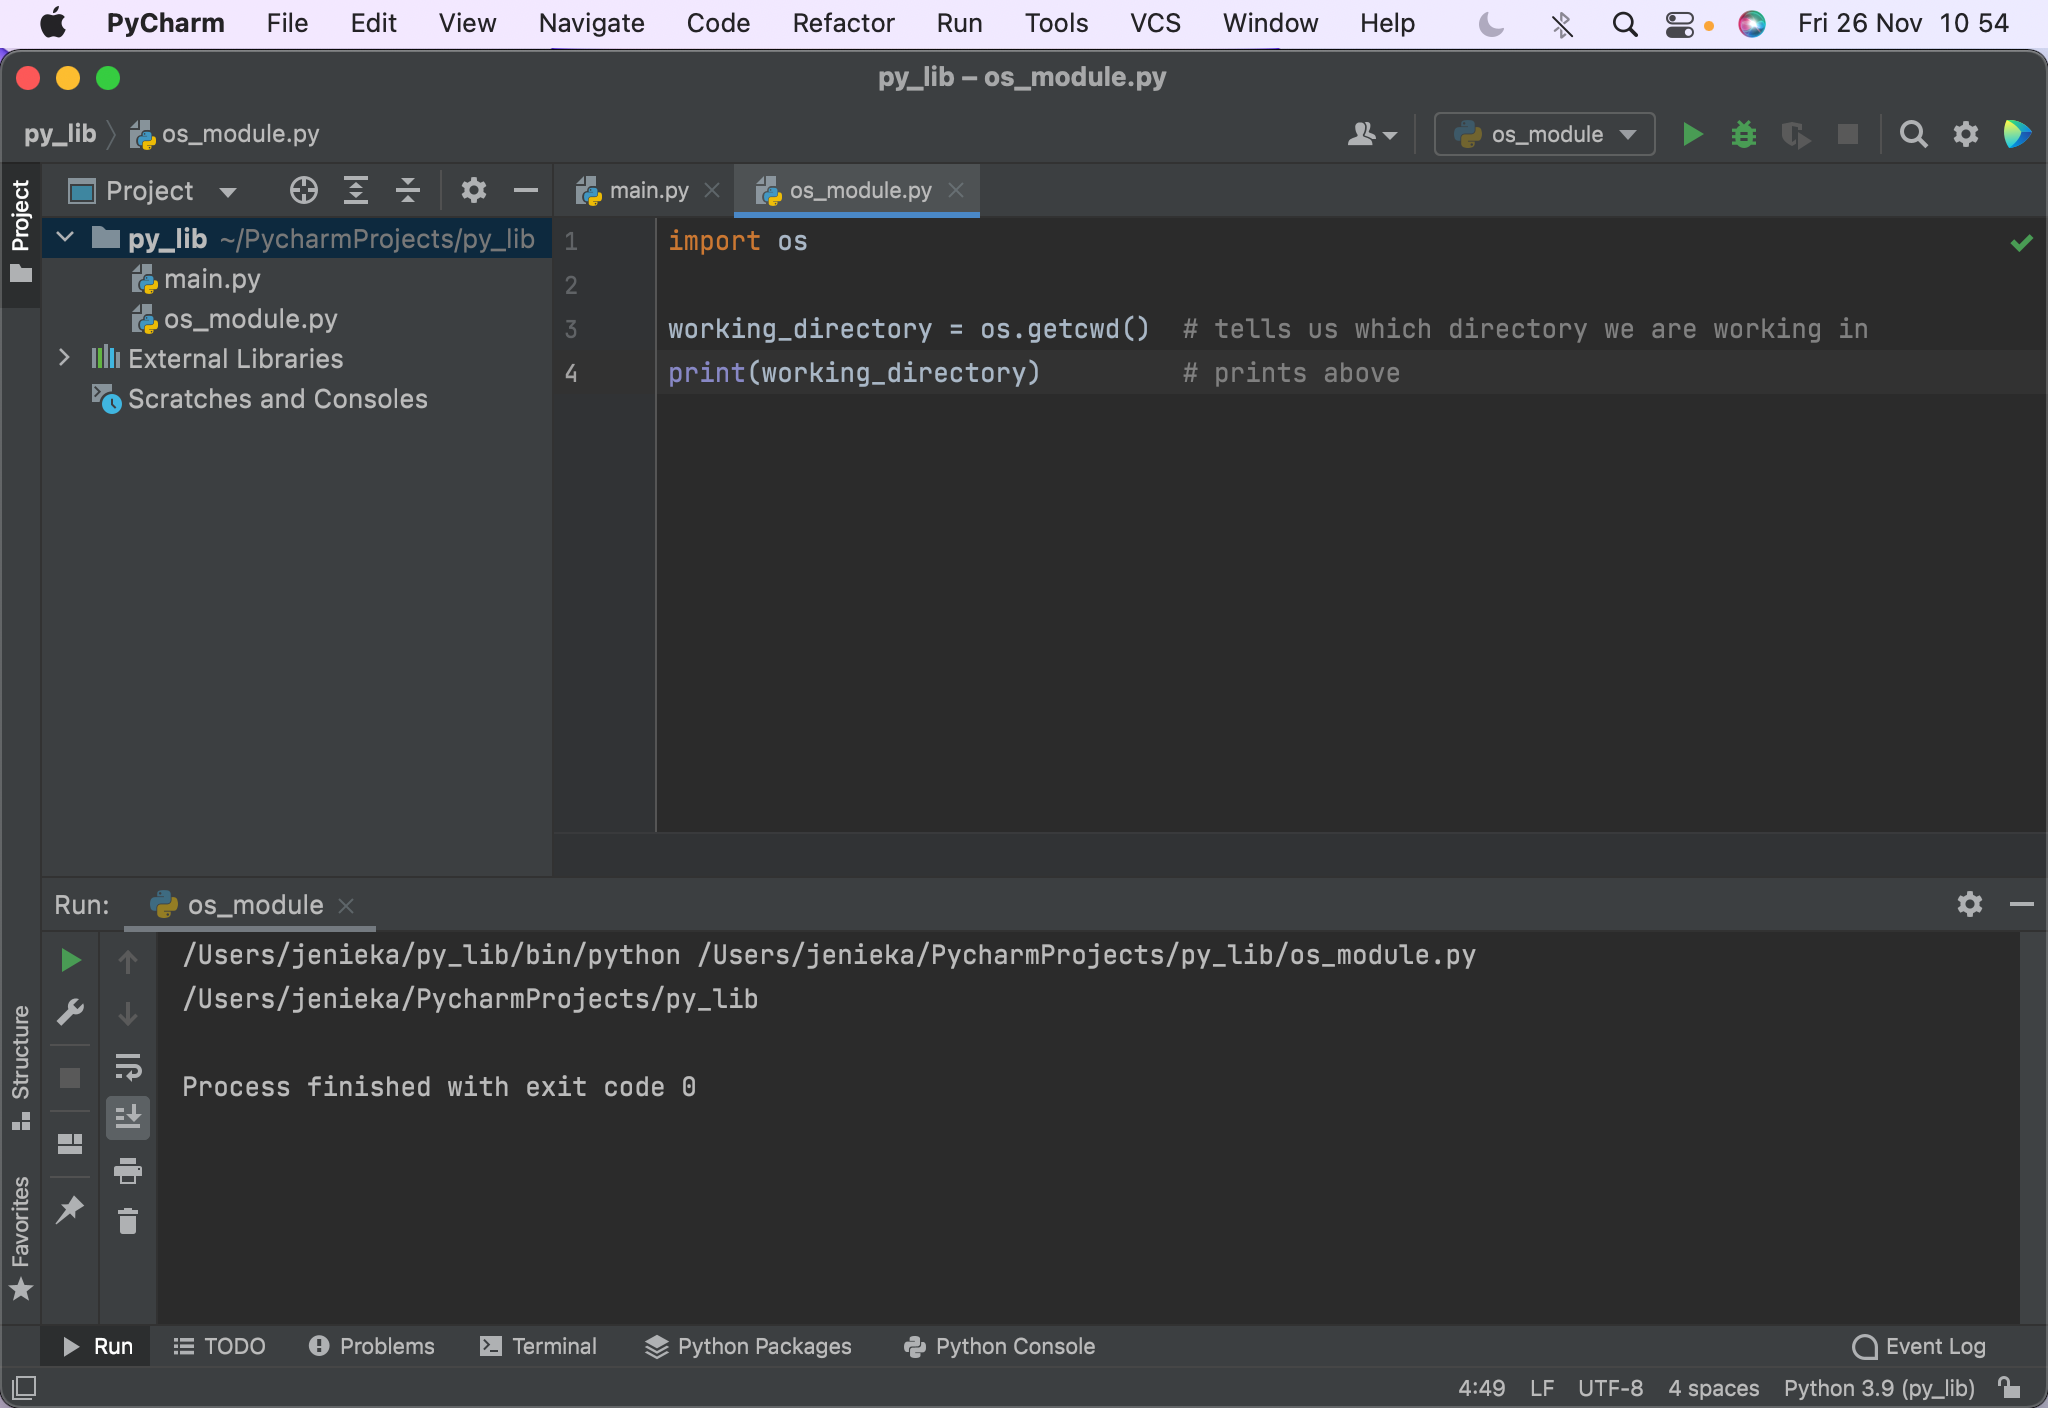 PyCharm File Edit View Navigate Code Refactor Run Tools VCS Window Help Fri 26 Nov 10 54
py_lib – os_module.py
py_lib os_module.py os_module
Project
Project main.py os_module.py
py_lib ~/PycharmProjects/py_lib
main.py
os_module.py
External Libraries
Scratches and Consoles
1 import os
2
3 working_directory = os.getcwd() # tells us which directory we are working in
4 print(working_directory) # prints above
Run: os_module
/Users/jenieka/py_lib/bin/python /Users/jenieka/PycharmProjects/py_lib/os_module.py
/Users/jenieka/PycharmProjects/py_lib
Process finished with exit code 0
Structure
Favorites
Run TODO Problems Terminal Python Packages Python Console Event Log
4:49 LF UTF-8 4 spaces Python 3.9 (py_lib)